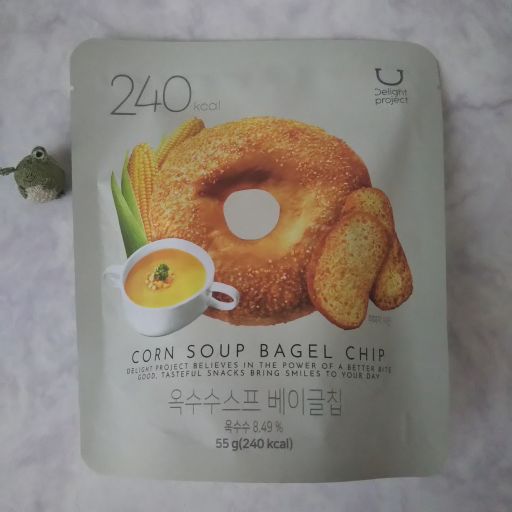 240 kcal
Delight
project
CORN SOUP BAGEL CHIP
DELIGHT PROJECT BELIEVES IN THE POWER OF A BETTER BITE
GOOD, TASTEFUL SNACKS BRING SMILES TO YOUR DAY
옥수수스프 베이글칩
옥수수 8.49 %
55 g(240 kcal)